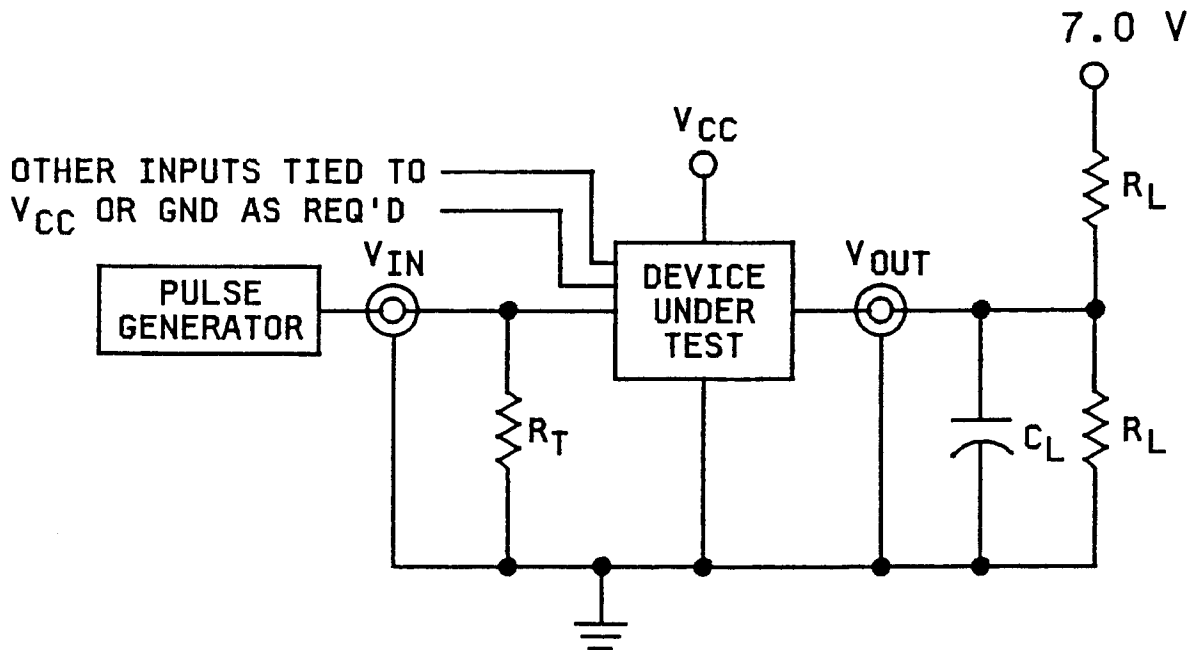 7.0 V
VCC
OTHER INPUTS TIED TO
VCC OR GND AS REQ'D
RL
VIN
VOUT
PULSE
GENERATOR
DEVICE
UNDER
TEST
RT
CL
RL